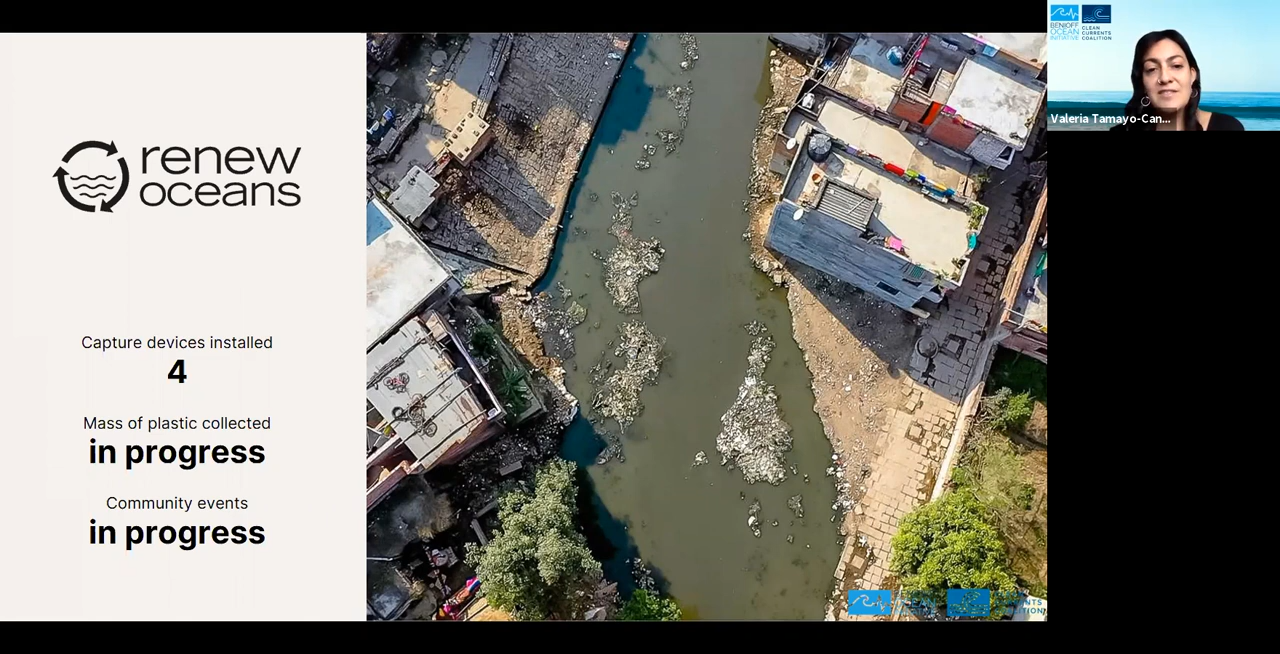 renew
oceans
Capture devices installed
4
Mass of plastic collected
in progress
Community events
in progress
BENIOFF
OCEAN
INITIATIVE
CLEAN
CURRENTS
COALITION
Valeria Tamayo-Can...